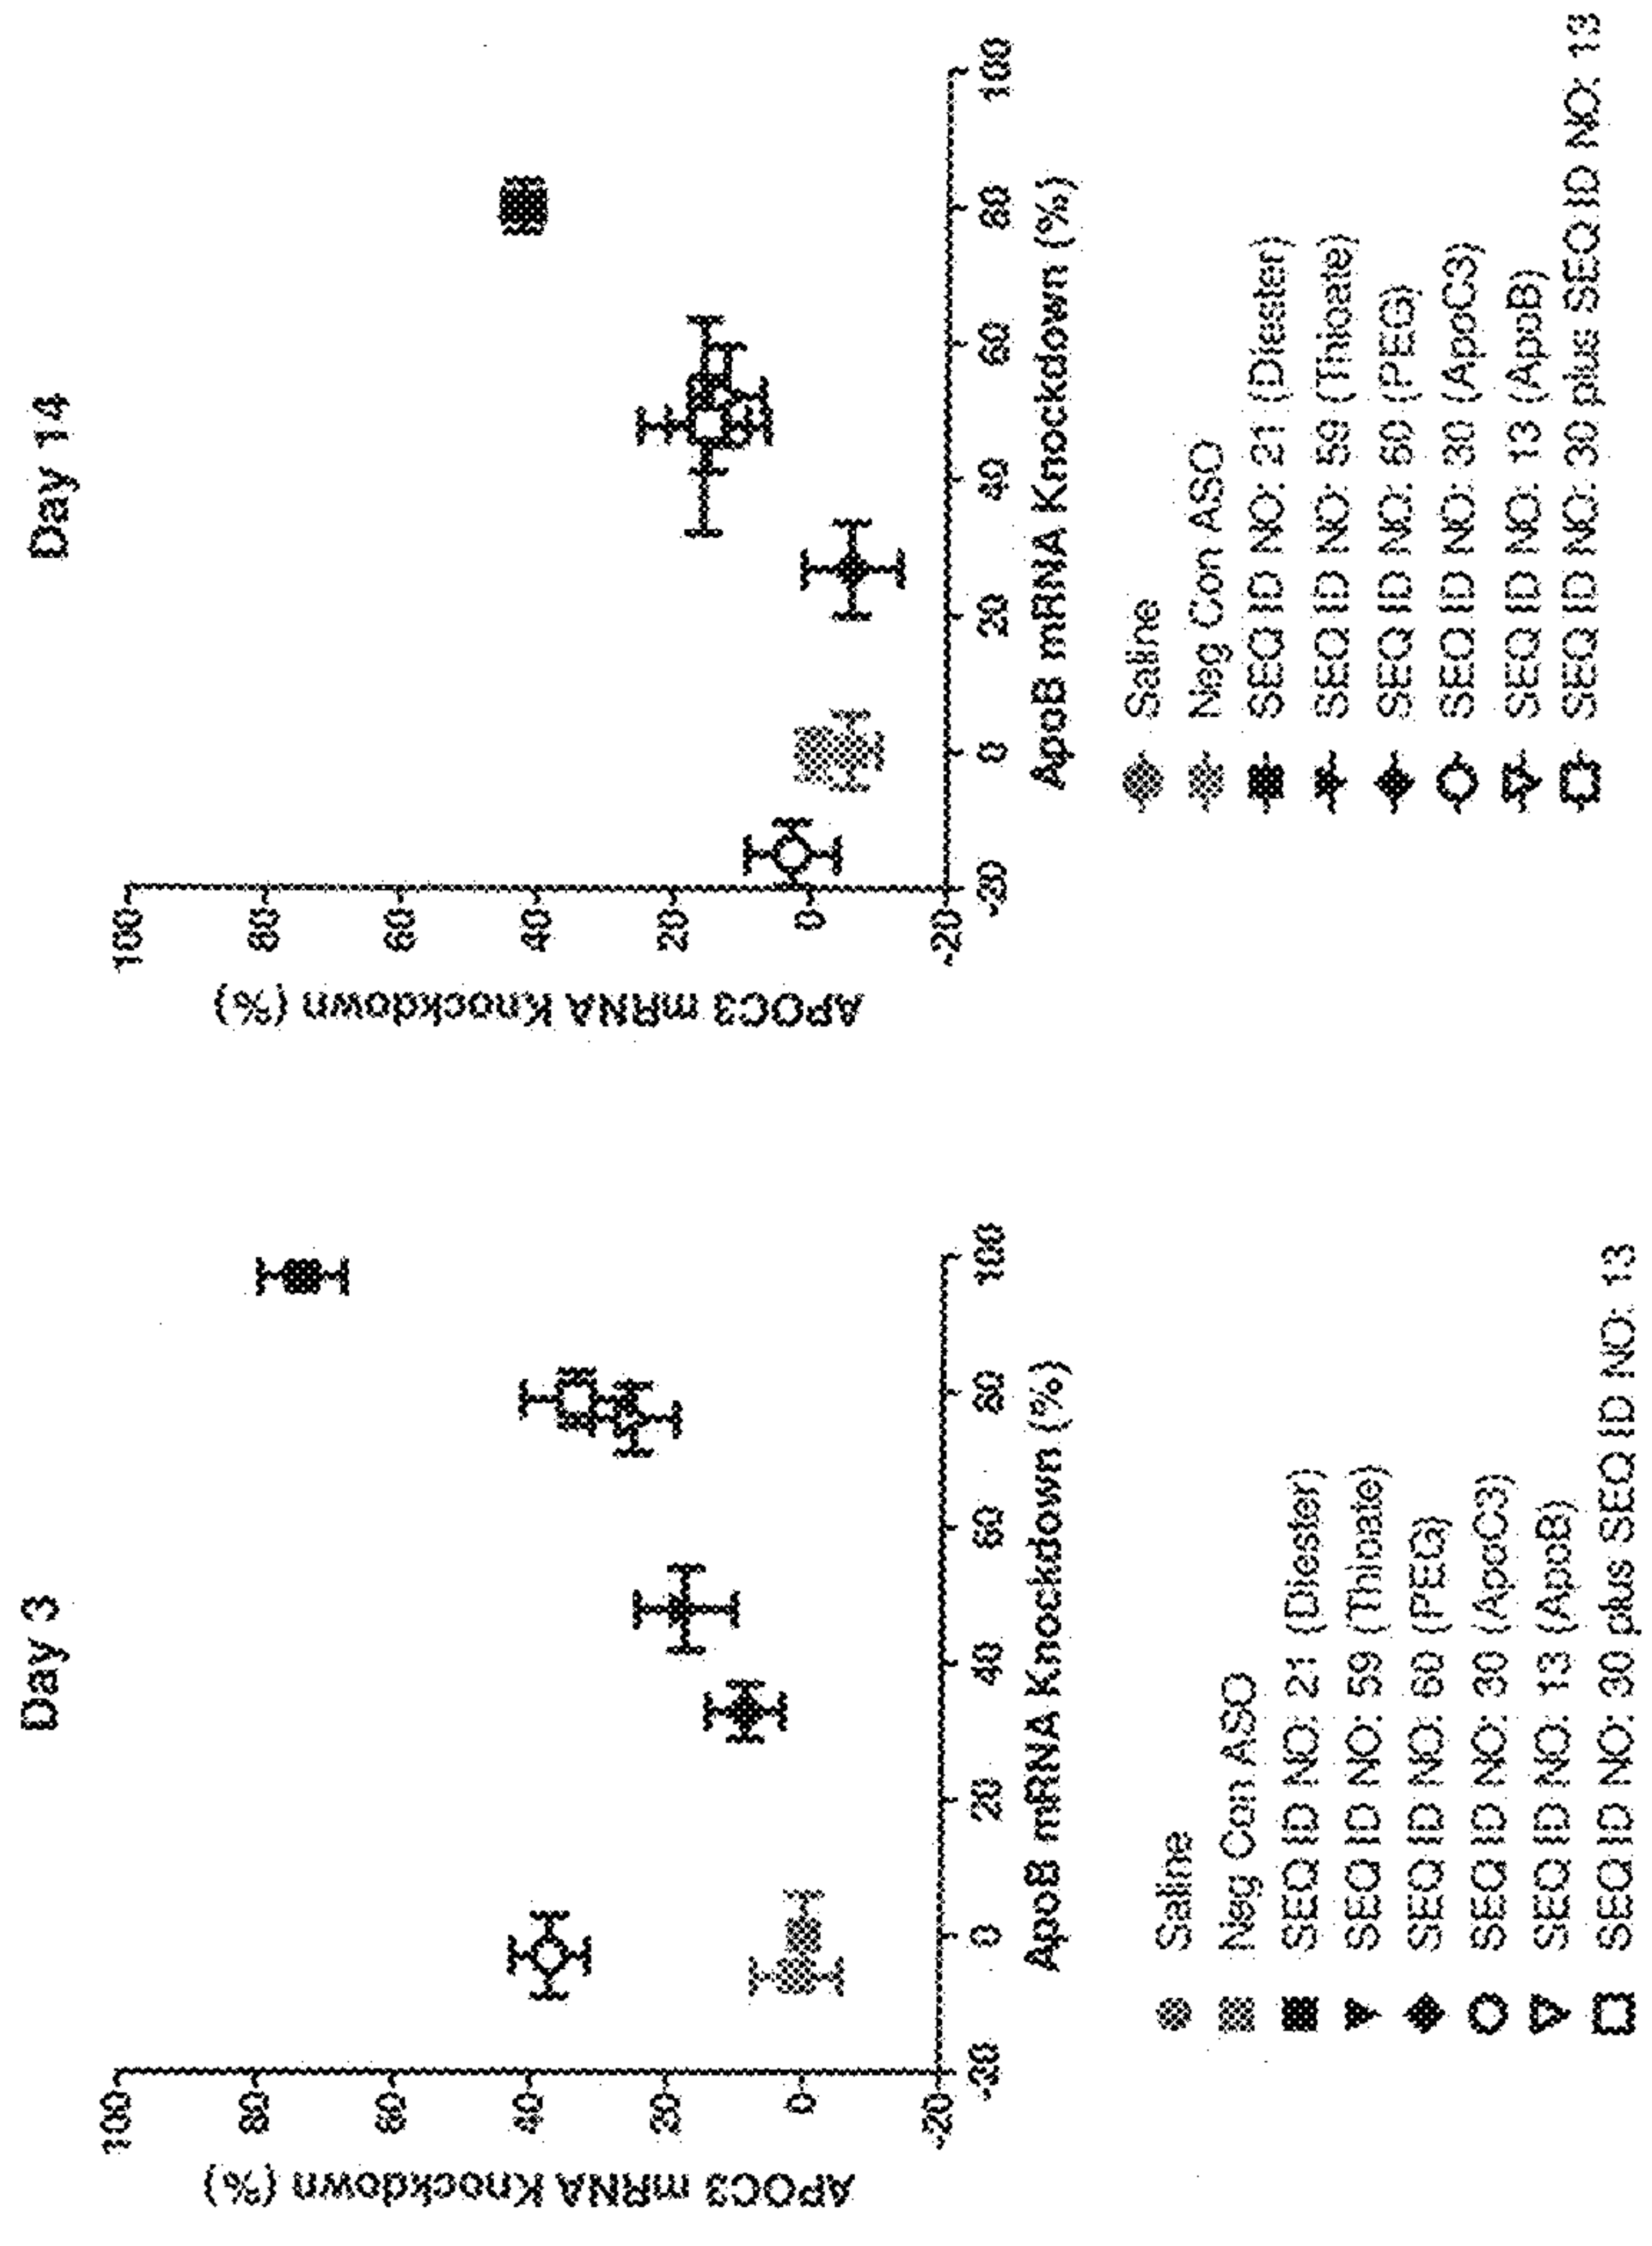 Day 3
APOC3 mRNA Knockdown (%)
100
80
60
40
20
0
-20
-20
0
20
40
60
80
100
ApoB mRNA Knockdown (%)
Saline
Neg Con ASO
SEQ ID NO: 21 (Diester)
SEQ ID NO: 59 (Thioate)
SEQ ID NO: 60 (PEG)
SEQ ID NO: 30 (ApoC3)
SEQ ID NO: 13 (ApoB)
SEQ ID NO: 30 plus SEQ ID NO: 13
Day 14
APOC3 mRNA Knockdown (%)
100
80
60
40
20
0
-20
-20
0
20
40
60
80
100
ApoB mRNA Knockdown (%)
Saline
Neg Con ASO
SEQ ID NO: 21 (Diester)
SEQ ID NO: 59 (Thioate)
SEQ ID NO: 60 (PEG)
SEQ ID NO: 30 (ApoC3)
SEQ ID NO: 13 (ApoB)
SEQ ID NO: 30 plus SEQ ID NO: 13